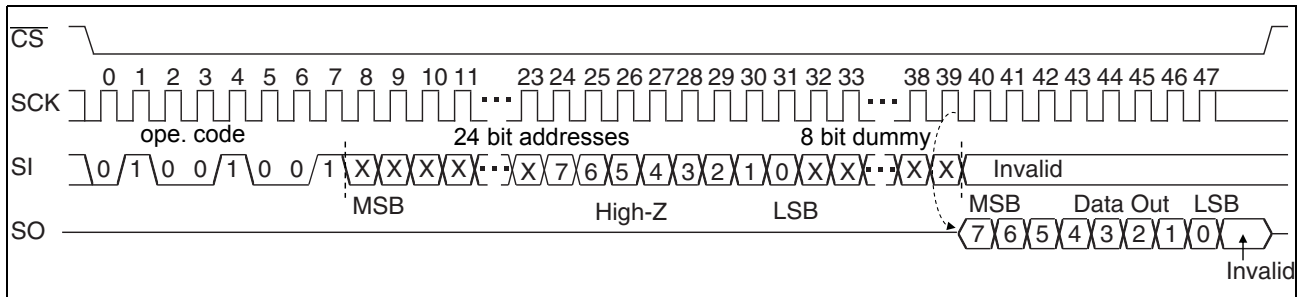 CS
0 1 2 3 4 5 6 7 8 9 10 11 23 24 25 26 27 28 29 30 31 32 33 38 39 40 41 42 43 44 45 46 47
SCK
ope. code 24 bit addresses 8 bit dummy
SI 0 1 0 0 1 0 0 1 X X X X X 7 6 5 4 3 2 1 0 X X X X Invalid
MSB High-Z LSB MSB Data Out LSB
SO 7 6 5 4 3 2 1 0
Invalid